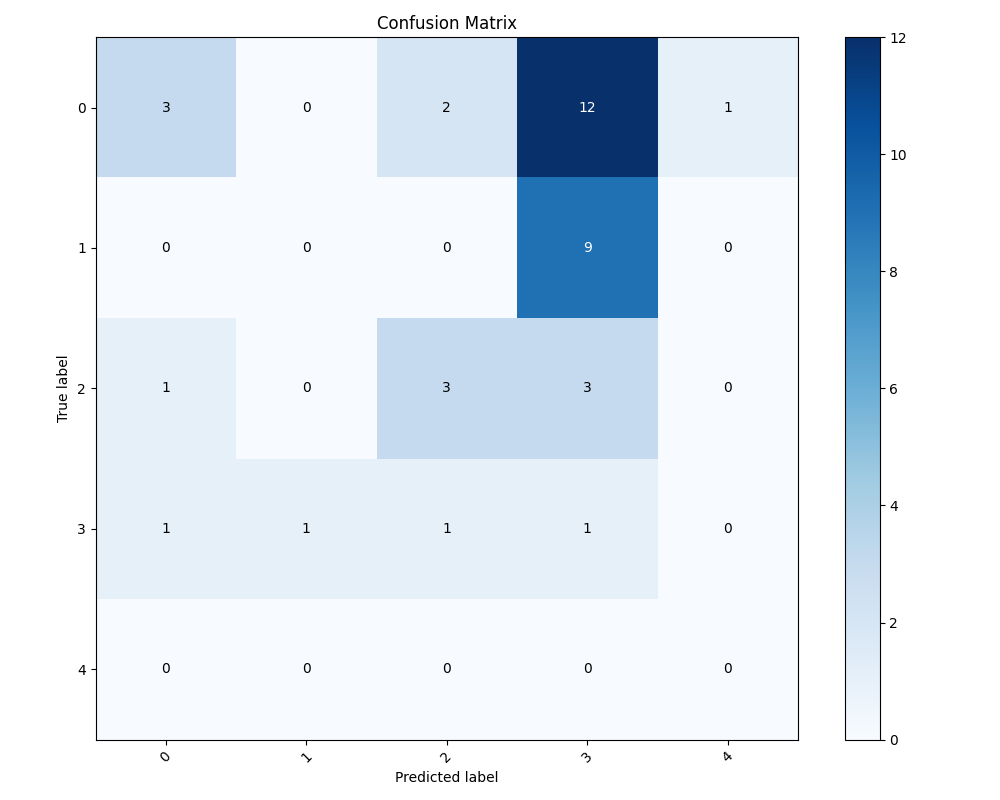 Confusion Matrix
0 3 0 2 12 1
1 0 0 0 9 0
2 1 0 3 3 0
3 1 1 1 1 0
4 0 0 0 0 0
0 1 2 3 4
True label
Predicted label
12
10
8
6
4
2
0